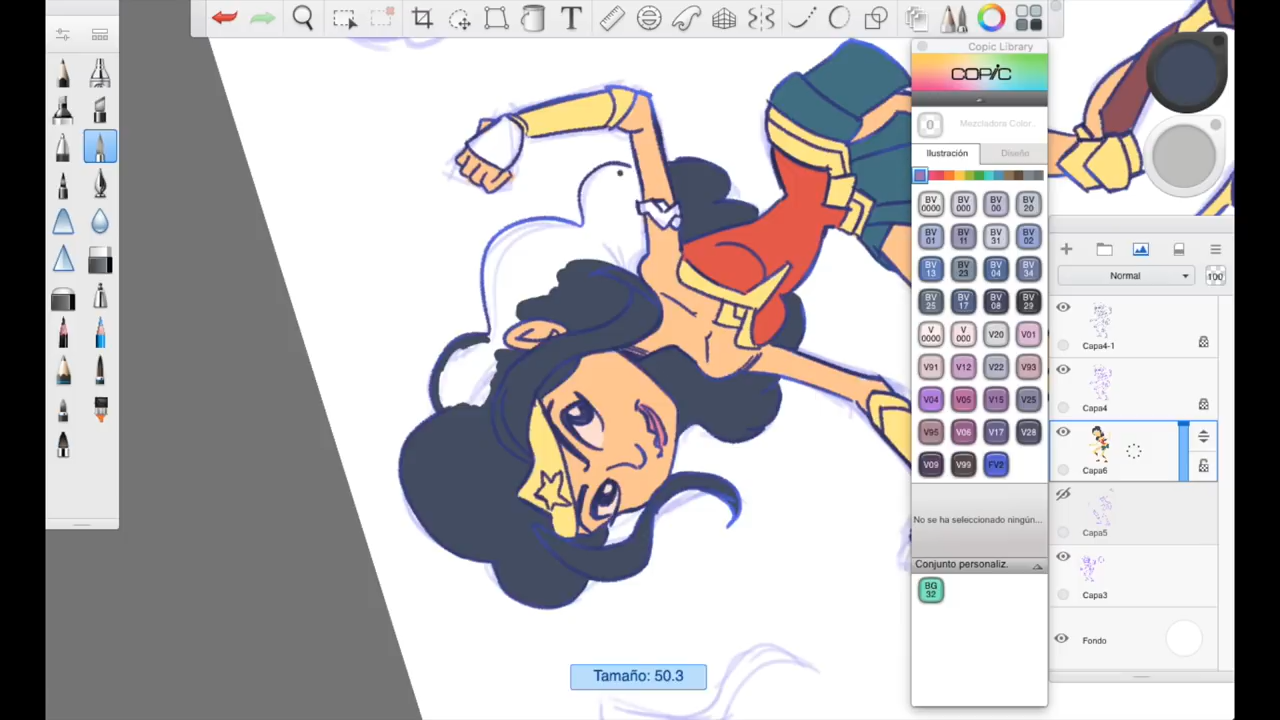 Copic Library
COPIC
0 Mezcladora Color...
Ilustración Diseño
BV 0000 BV 000 BV 00 BV 20
BV 01 BV 11 BV 31 BV 02
BV 13 BV 23 BV 04 BV 34
BV 25 BV 17 BV 08 BV 29
V 0000 V 000 V20 V01
V91 V12 V22 V93
V04 V05 V15 V25
V95 V06 V17 V28
V09 V99 FV2
No se ha seleccionado ningún...
Conjunto personaliz.
BG 32
Normal
100
Capa4-1
Capa4
Capa6
Capa5
Capa3
Fondo
Tamaño: 50.3
T